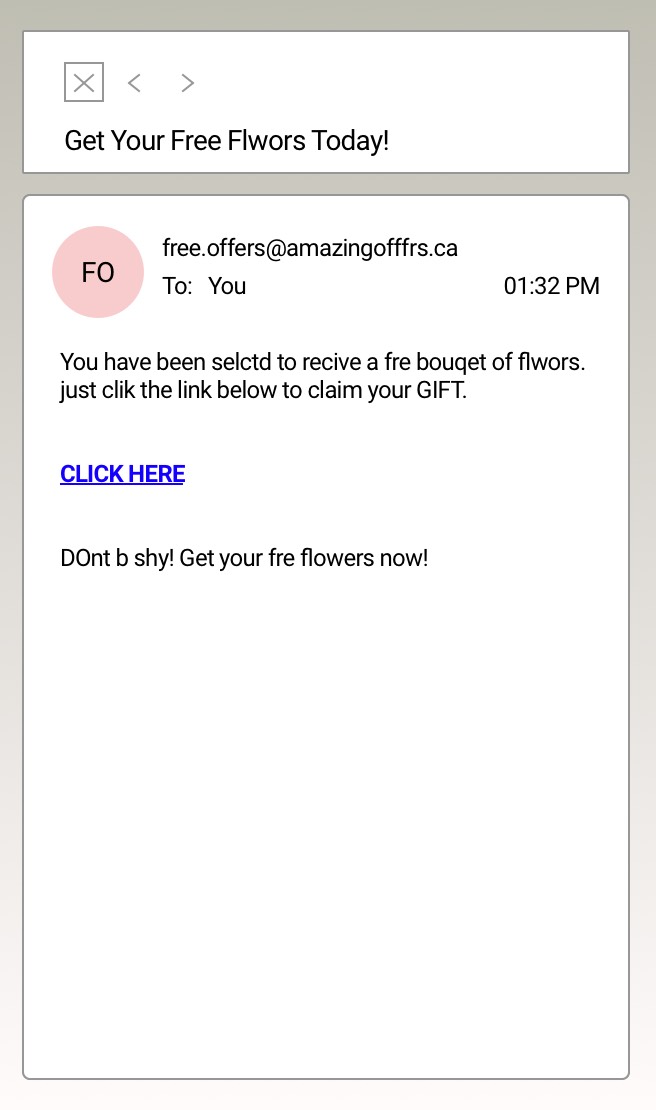 Get Your Free Flwors Today!
FO
free.offers@amazingofffrs.ca
To: You 01:32 PM
You have been selctd to recive a fre bouqet of flwors.
just clik the link below to claim your GIFT.
CLICK HERE
DOnt b shy! Get your fre flowers now!